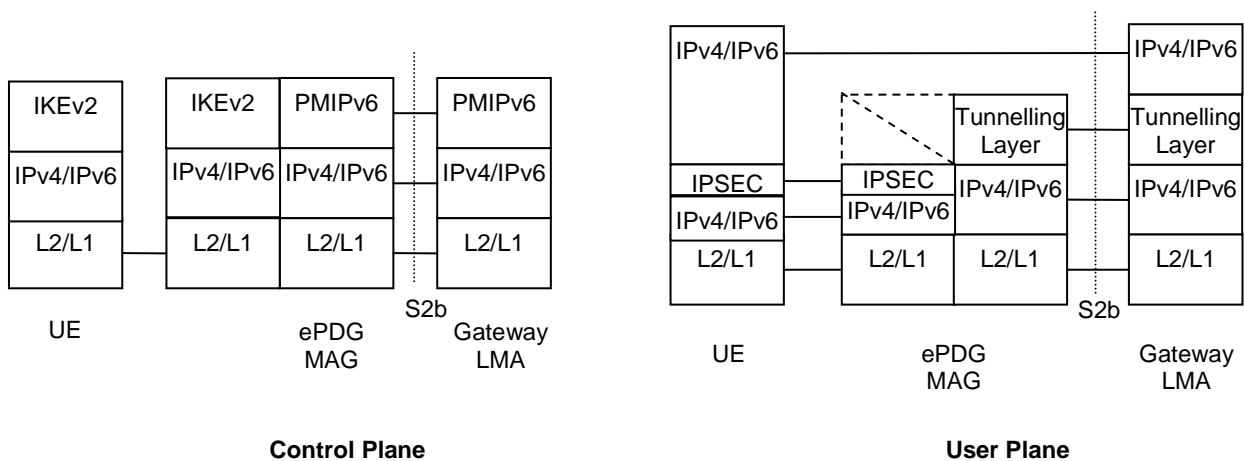 IKEv2
IKEv2
PMIPv6
PMIPv6
IPv4/IPv6
IPv4/IPv6
IPv4/IPv6
IPv4/IPv6
L2/L1
L2/L1
L2/L1
L2/L1
S2b
UE
ePDG
MAG
Gateway
LMA
Control Plane
IPv4/IPv6
IPv4/IPv6
Tunnelling
Layer
Tunnelling
Layer
IPSEC
IPSEC
IPv4/IPv6
IPv4/IPv6
IPv4/IPv6
IPv4/IPv6
L2/L1
L2/L1
L2/L1
L2/L1
S2b
UE
ePDG
MAG
Gateway
LMA
User Plane